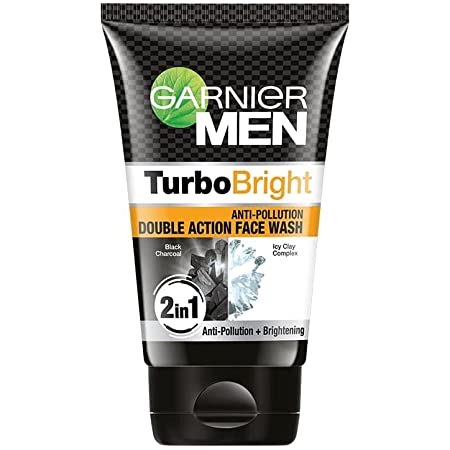 GARNIER
MEN
TurboBright
ANTI-POLLUTION
DOUBLE ACTION FACE WASH
Black
Charcoal
Icy Clay
Complex
2in1
Anti-Pollution + Brightening